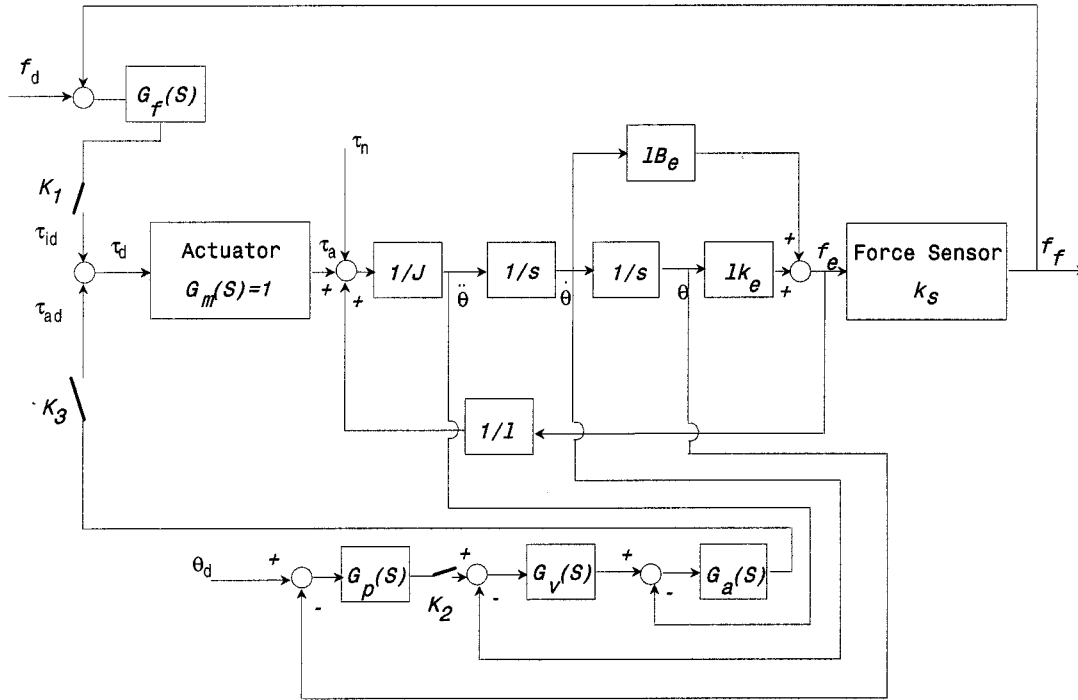 f_d
G_f(S)
K_1
τ_id
τ_d
Actuator
G_m(S)=1
τ_a
τ_n
+
+
1/J
θ̈
1/s
θ̇
1/s
θ
lB_e
lk_e
+
+
f_e
Force Sensor
k_s
f_f
τ_ad
K_3
1/l
θ_d
+
-
G_p(S)
K_2
+
-
G_v(S)
+
-
G_a(S)